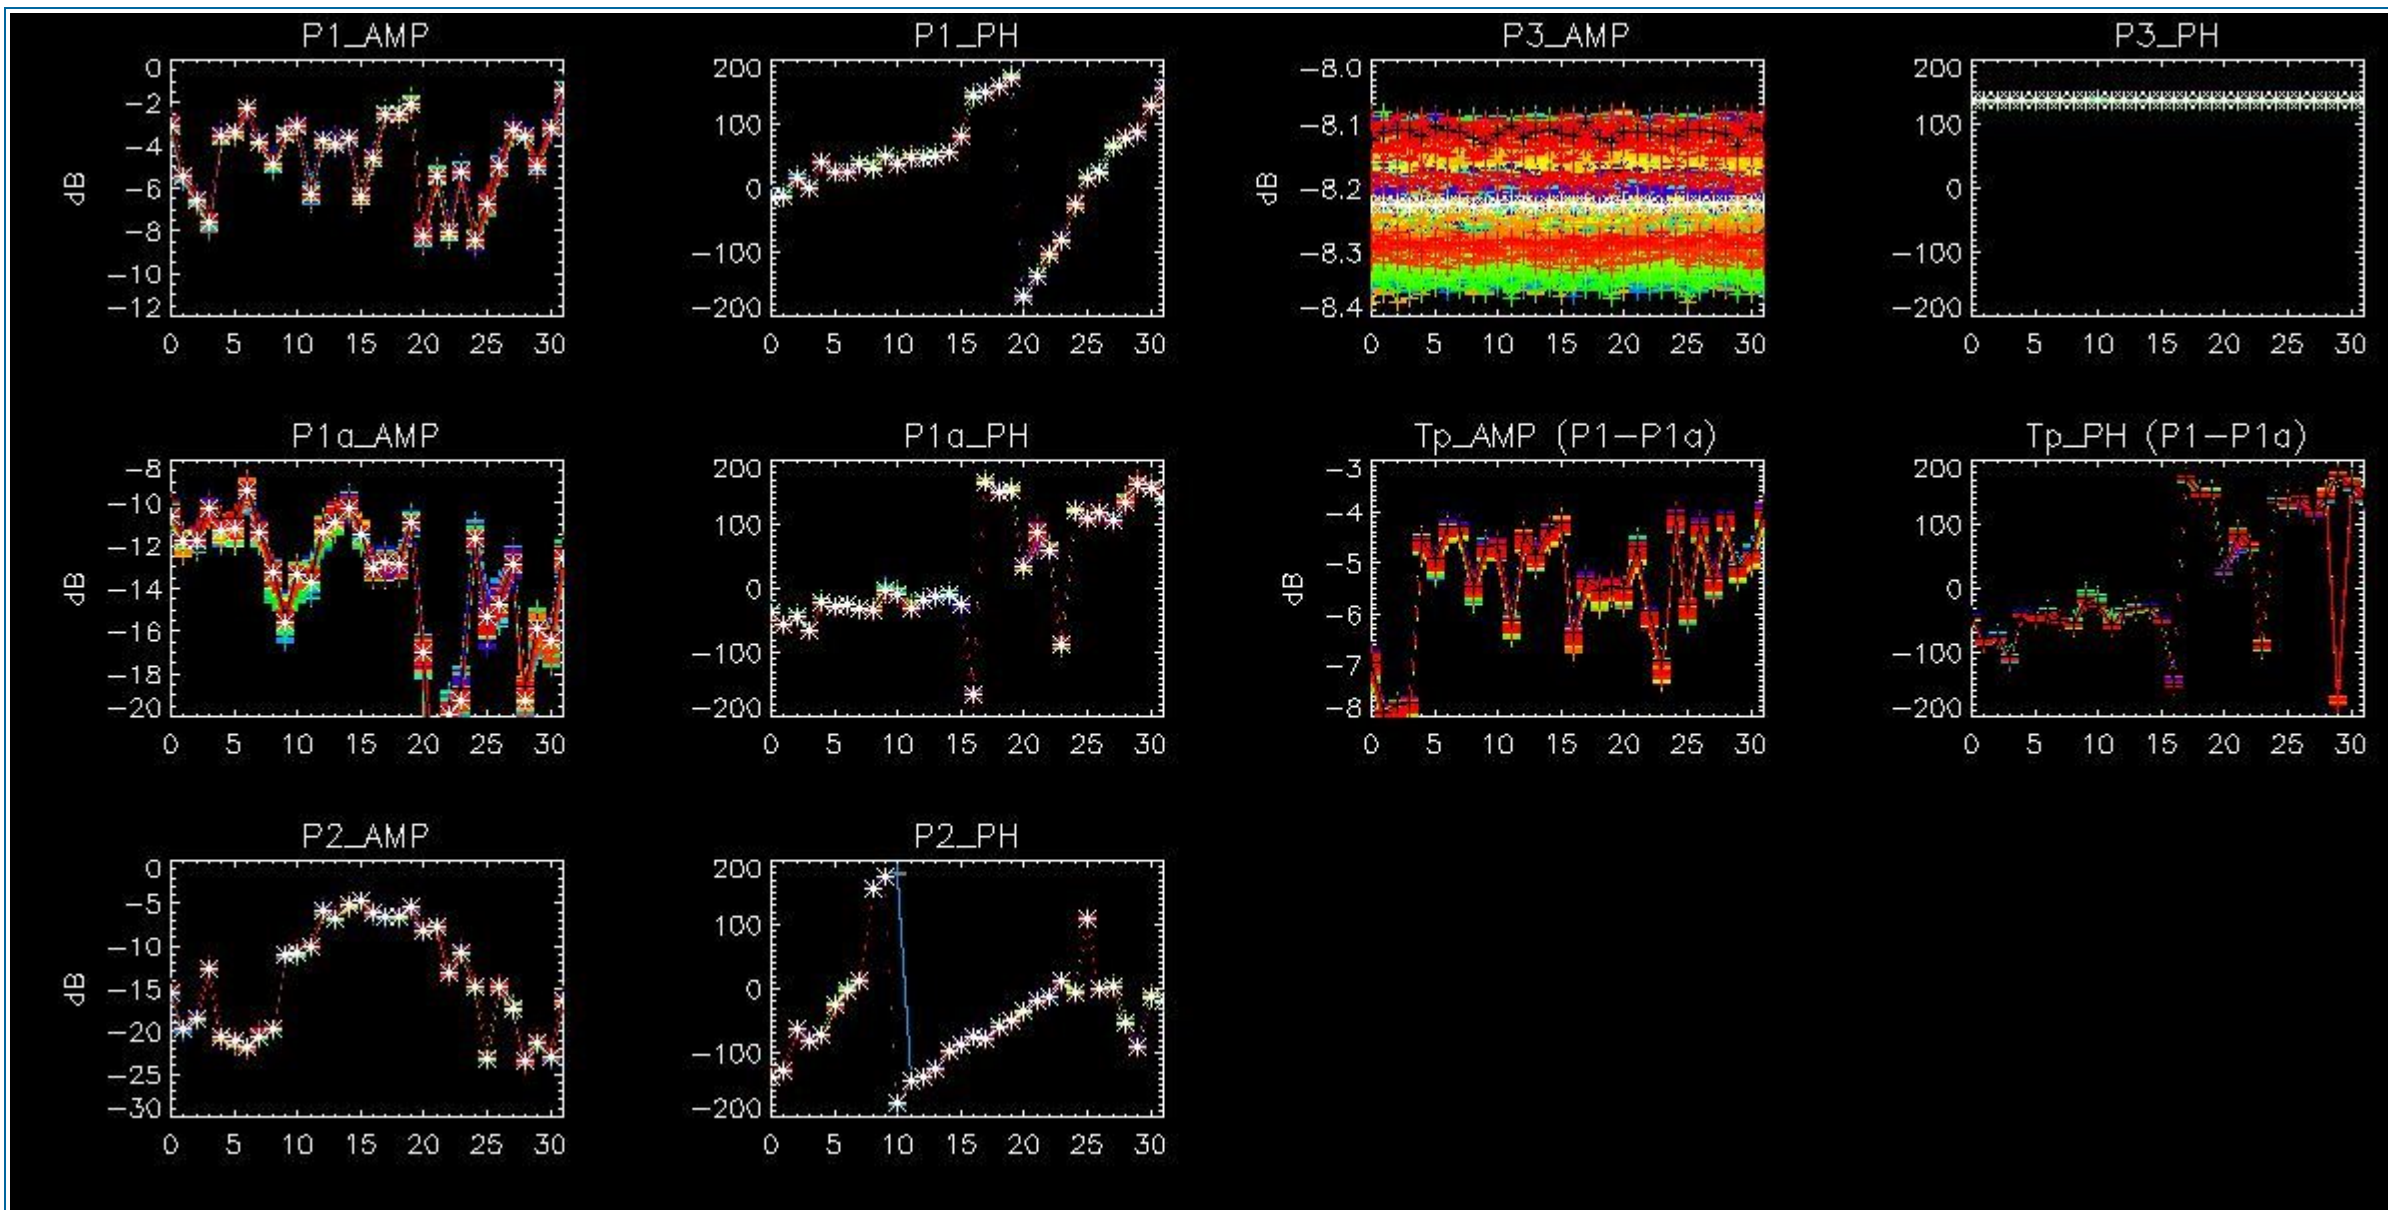 P1_AMP P1_PH P3_AMP P3_PH
0 200 -8.0 200
-2 100 -8.1 100
-4 0 -8.2 0
-6 -100 -8.3 -100
-8 -200 -8.4 -200
-10
-12
dB dB
0 5 10 15 20 25 30 0 5 10 15 20 25 30 0 5 10 15 20 25 30 0 5 10 15 20 25 30
P1a_AMP P1a_PH Tp_AMP (P1-P1a) Tp_PH (P1-P1a)
-8 200 -3 200
-10 100 -4 100
-12 0 -5 0
-14 -100 -6 -100
-16 -200 -7 -200
-18 -8
-20
dB dB
0 5 10 15 20 25 30 0 5 10 15 20 25 30 0 5 10 15 20 25 30 0 5 10 15 20 25 30
P2_AMP P2_PH
0 200
-5 100
-10 0
-15 -100
-20 -200
-25
-30
dB
0 5 10 15 20 25 30 0 5 10 15 20 25 30